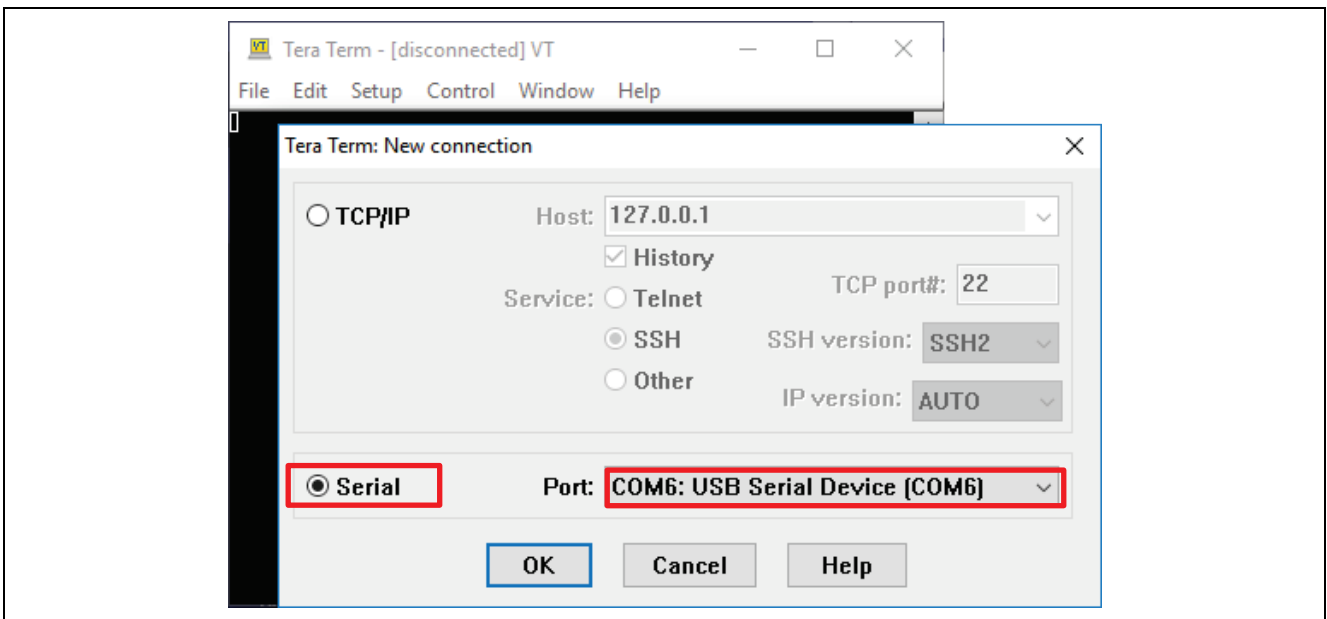 VT Tera Term - [disconnected] VT
File Edit Setup Control Window Help
Tera Term: New connection
TCP/IP Host: 127.0.0.1
History
TCP port#: 22
Service: Telnet
SSH SSH version: SSH2
Other
IP version: AUTO
Serial Port: COM6: USB Serial Device (COM6)
OK Cancel Help